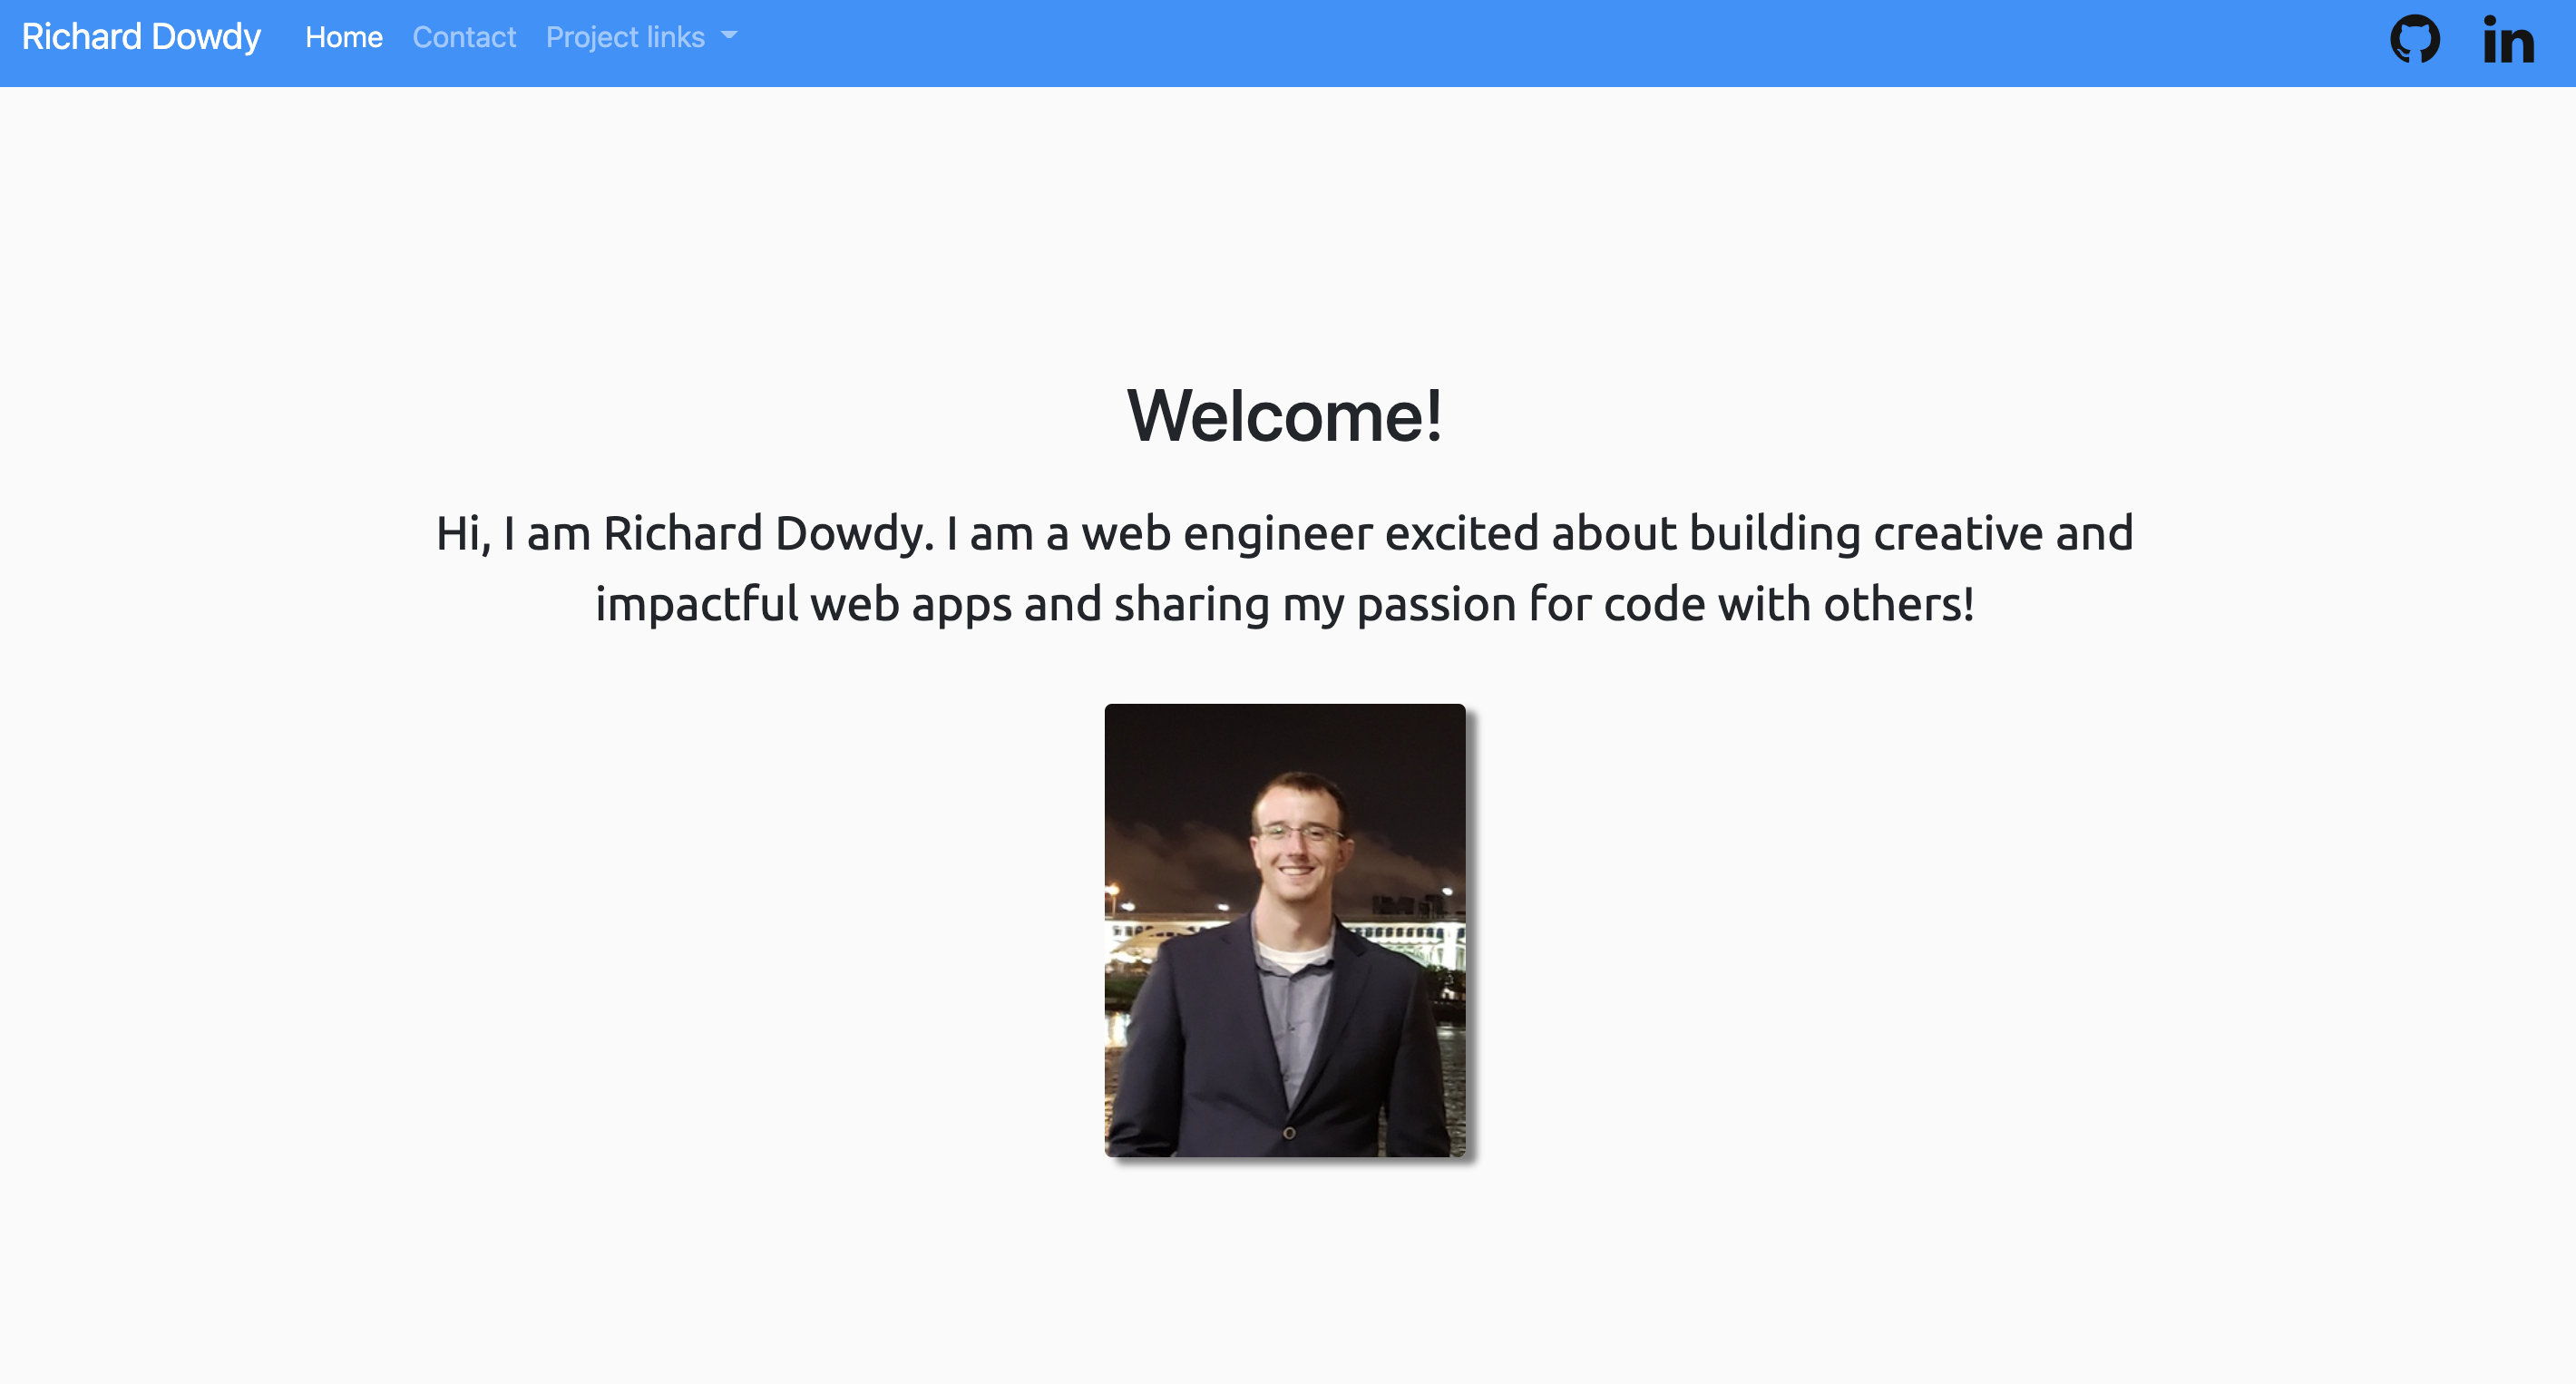 Richard Dowdy Home Contact Project links
in
Welcome!
Hi, I am Richard Dowdy. I am a web engineer excited about building creative and
impactful web apps and sharing my passion for code with others!